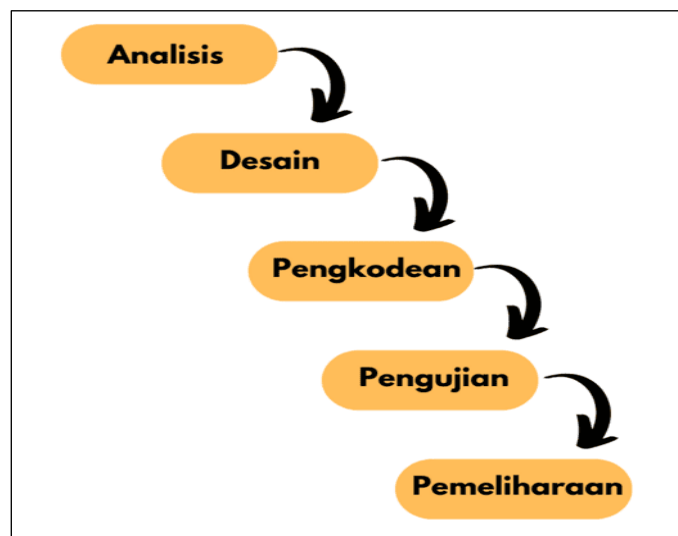 Analisis
Desain
Pengkodean
Pengujian
Pemeliharaan